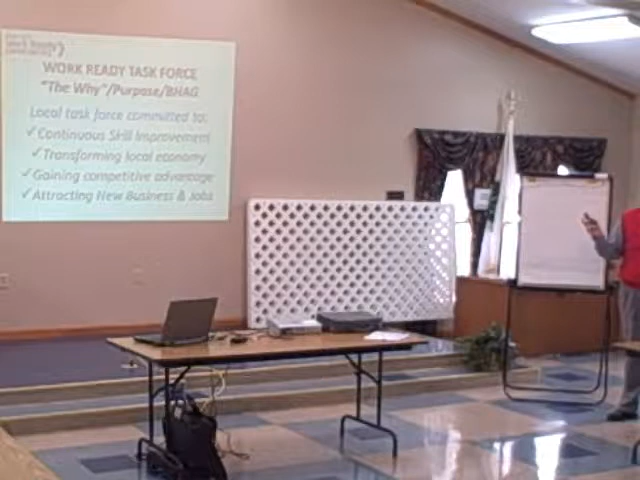 WORK READY TASK FORCE
"The Why"/Purpose/BHAG
Local task force committed to:
✓Continuous Skill Improvement
✓Transforming local economy
✓Gaining competitive advantage
✓Attracting New Business & Jobs